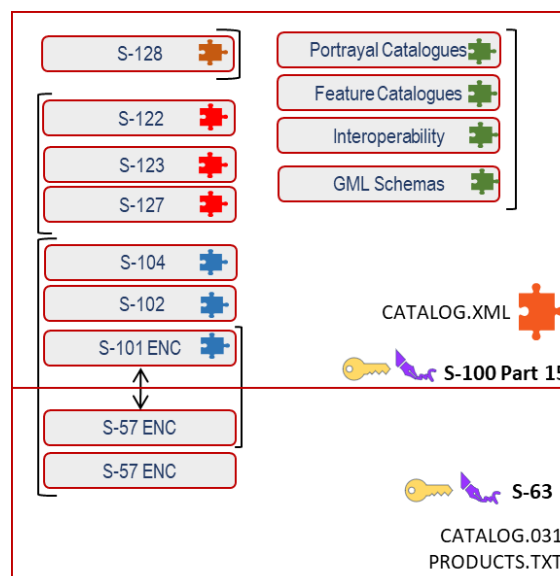 S-128
S-122
S-123
S-127
S-104
S-102
S-101 ENC
S-57 ENC
S-57 ENC
Portrayal Catalogues
Feature Catalogues
Interoperability
GML Schemas
CATALOG.XML
S-100 Part 15
S-63
CATALOG.031
PRODUCTS.TXT